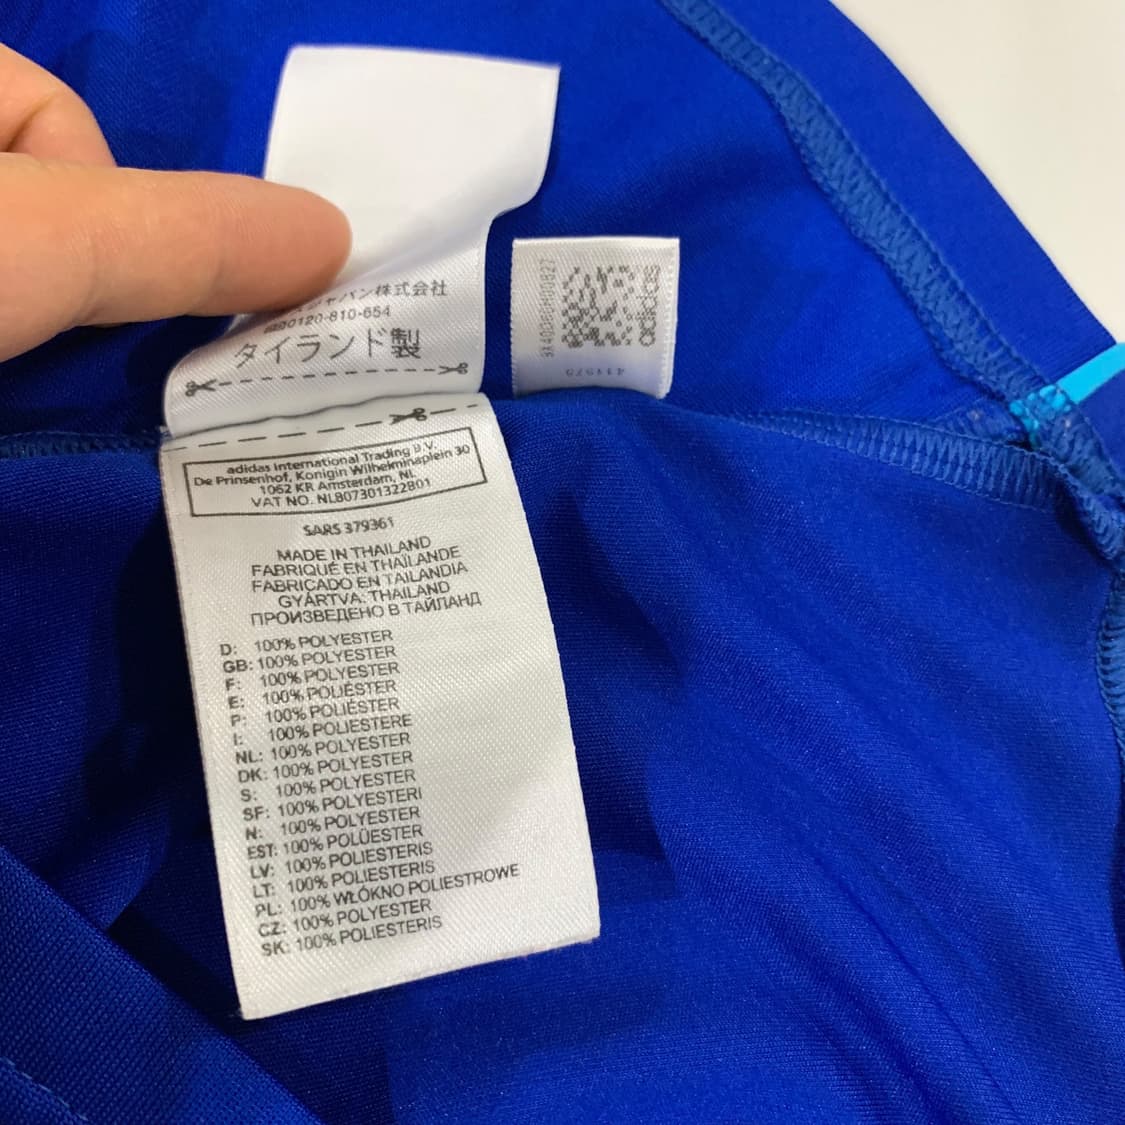 ジャパン株式会社
0120-810-654
タイランド製
adidas
adidas International Trading B.V.
De Prinsenhof, Konigin Wilhelminaplein 30
1062 KR Amsterdam, NL
VAT NO. NL807301322B01
SARS 379361
MADE IN THAILAND
FABRIQUÉ EN THAÏLANDE
FABRICADO EN TAILANDIA
GYÁRTVA: THAILAND
ПРОИЗВЕДЕНО В ТАЙЛАНД
D: 100% POLYESTER
GB: 100% POLYESTER
F: 100% POLYESTER
E: 100% POLIÉSTER
P: 100% POLIÉSTER
I: 100% POLIESTERE
NL: 100% POLYESTER
DK: 100% POLYESTER
S: 100% POLYESTER
SF: 100% POLYESTERI
N: 100% POLYESTER
EST: 100% POLÜESTER
LV: 100% POLIESTERIS
LT: 100% POLIESTERIS
PL: 100% WŁÓKNO POLIESTROWE
CZ: 100% POLYESTER
SK: 100% POLIESTERIS